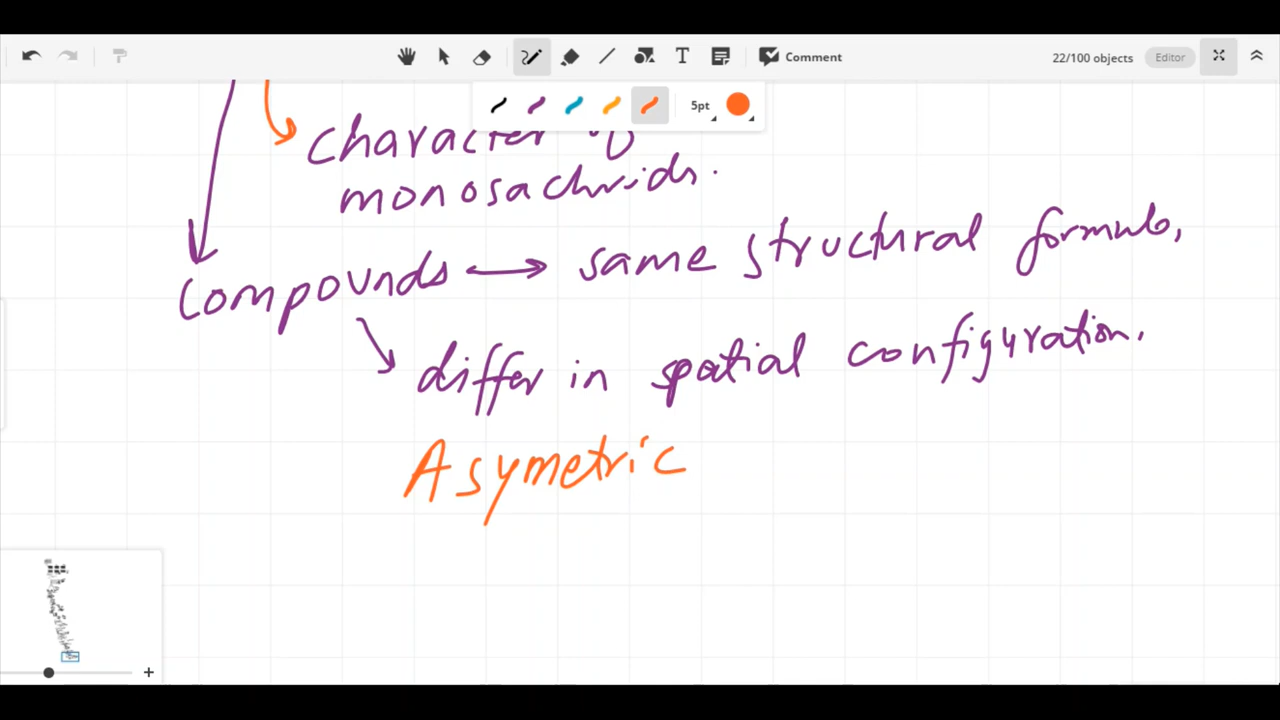 Comment
22/100 objects
Editor
5pt
character of
monosachrids.
Compounds ⟷ same structural formula,
differ in spatial configuration.
Asymetric